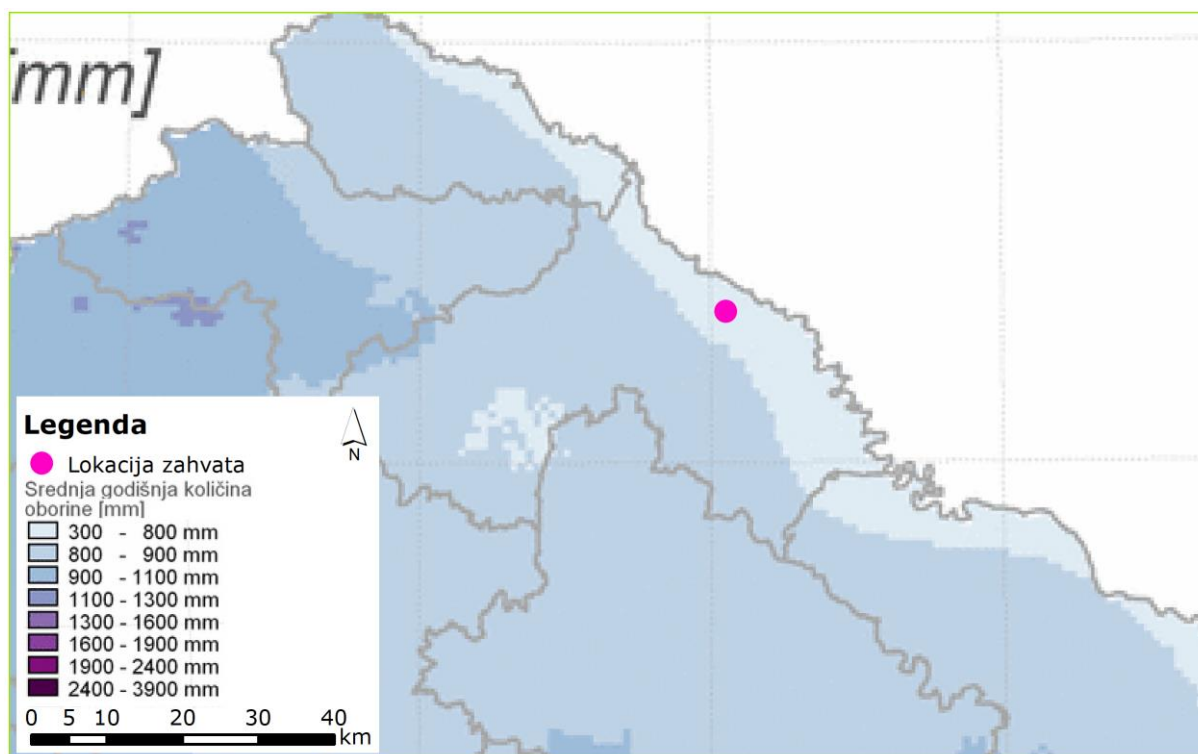 [mm]
Legenda
N
Lokacija zahvata
Srednja godišnja količina
oborine [mm]
300 - 800 mm
800 - 900 mm
900 - 1100 mm
1100 - 1300 mm
1300 - 1600 mm
1600 - 1900 mm
1900 - 2400 mm
2400 - 3900 mm
0 5 10 20 30 40
km